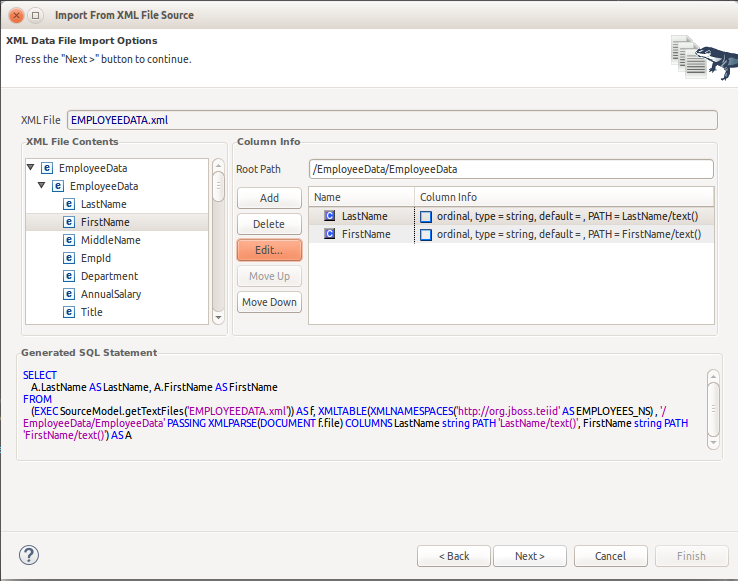 Import From XML File Source
XML Data File Import Options
Press the "Next >" button to continue.
XML File EMPLOYEEDATA.xml
XML File Contents
EmployeeData
EmployeeData
LastName
FirstName
MiddleName
EmpId
Department
AnnualSalary
Title
Column Info
Root Path /EmployeeData/EmployeeData
Add
Delete
Edit...
Move Up
Move Down
Name Column Info
LastName ordinal, type = string, default = , PATH = LastName/text()
FirstName ordinal, type = string, default = , PATH = FirstName/text()
Generated SQL Statement
SELECT
A.LastName AS LastName, A.FirstName AS FirstName
FROM
(EXEC SourceModel.getTextFiles('EMPLOYEEDATA.xml')) AS f, XMLTABLE(XMLNAMESPACES('http://org.jboss.teiid' AS EMPLOYEES_NS) , '/
EmployeeData/EmployeeData' PASSING XMLPARSE(DOCUMENT f.file) COLUMNS LastName string PATH 'LastName/text()', FirstName string PATH
'FirstName/text()') AS A
< Back
Next >
Cancel
Finish